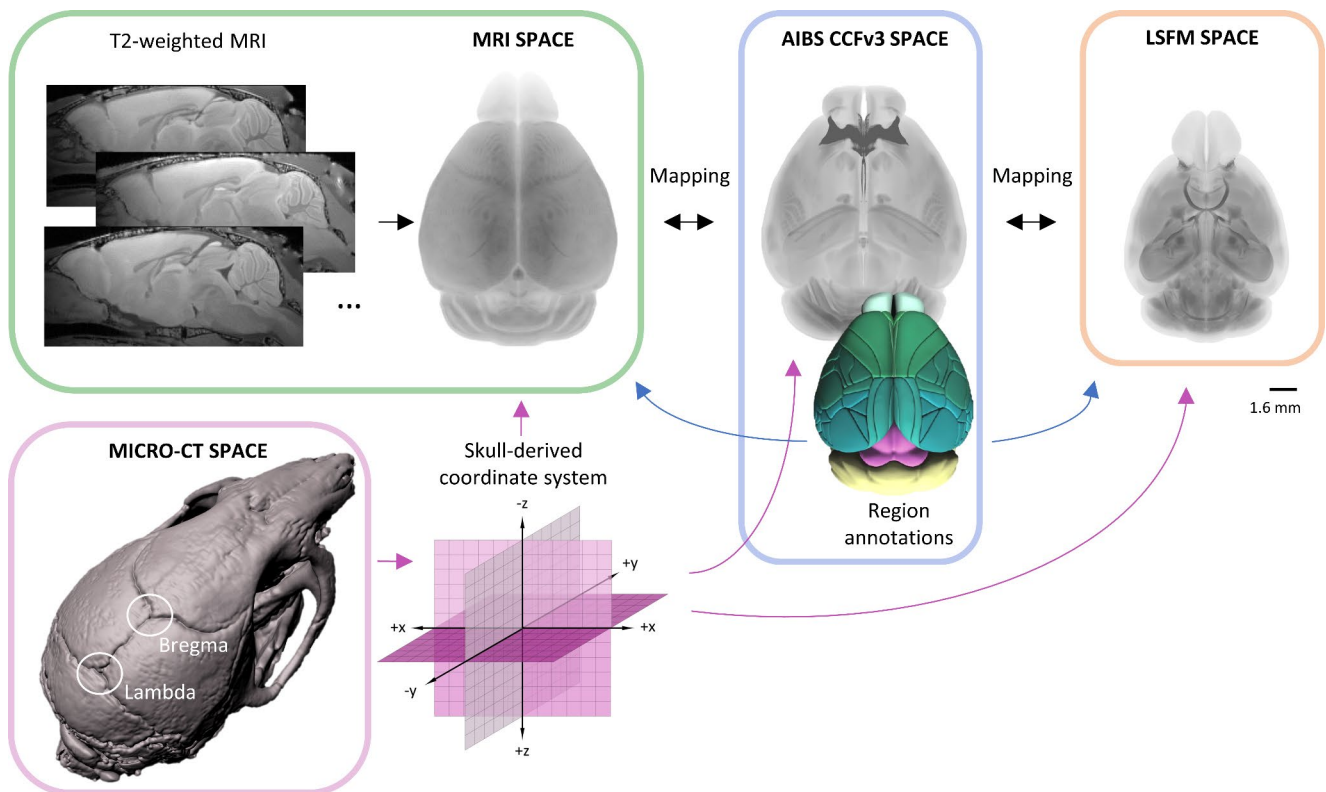 T2-weighted MRI
MRI SPACE
AIBS CCFv3 SPACE
LSFM SPACE
Mapping
Mapping
...
1.6 mm
Region
annotations
MICRO-CT SPACE
Bregma
Lambda
Skull-derived
coordinate system
-z
+y
+x
+x
-y
+z